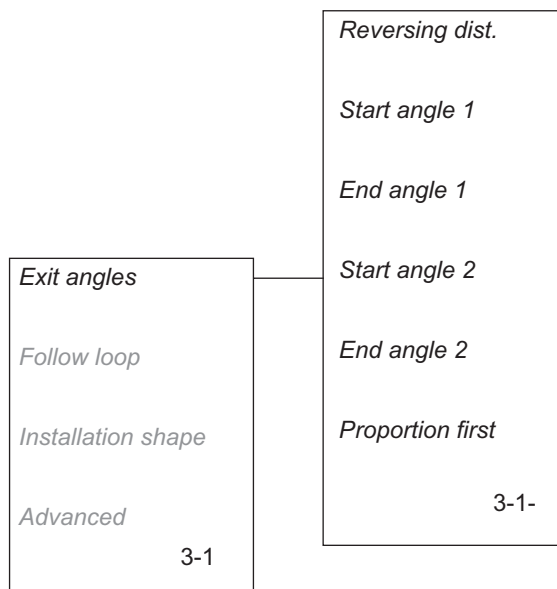 Reversing dist.
Start angle 1
End angle 1
Start angle 2
End angle 2
Proportion first
3-1-
Exit angles
Follow loop
Installation shape
Advanced
3-1